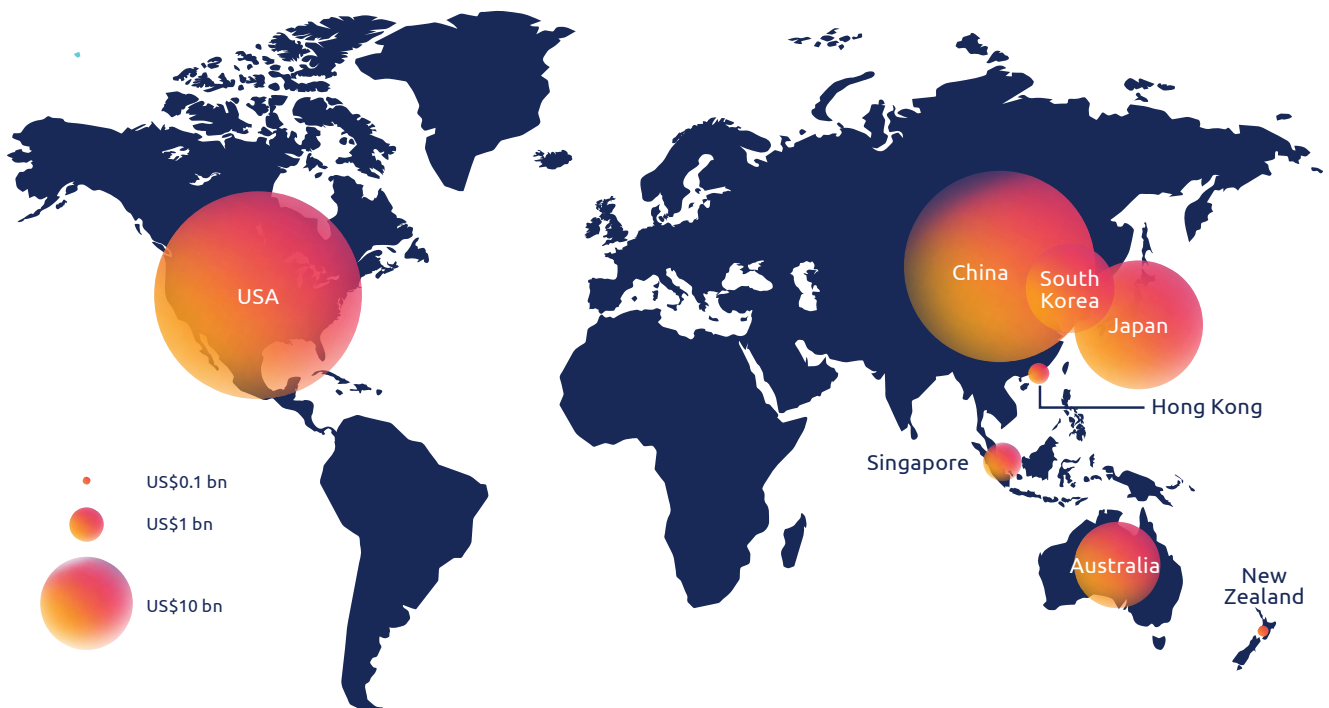 USA
China
South
Korea
Japan
Hong Kong
Singapore
Australia
New
Zealand
US$0.1 bn
US$1 bn
US$10 bn